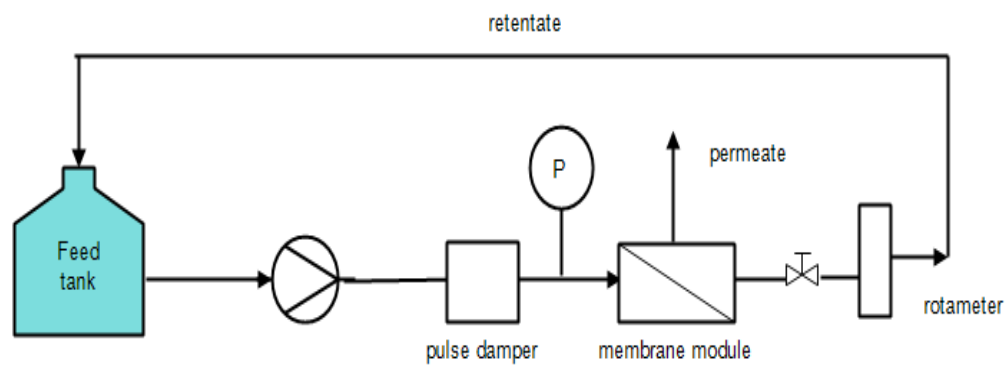 retentate
P
permeate
Feed
tank
rotameter
pulse damper
membrane module